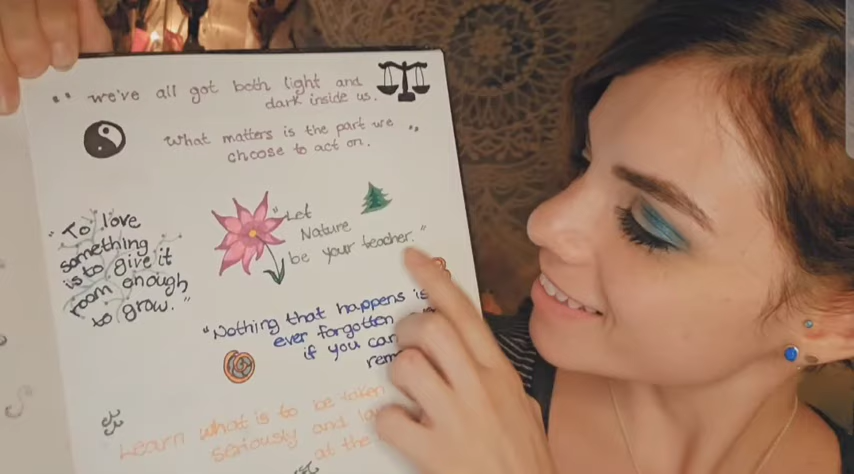 " we've all got both light and
dark inside us.
What matters is the part we "
choose to act on.
"To love
something
is to give it
room enough
to grow."
"Let
Nature
be your teacher."
"Nothing that happens is
ever forgotten
if you can
Learn what is to be taken
seriously and
at the